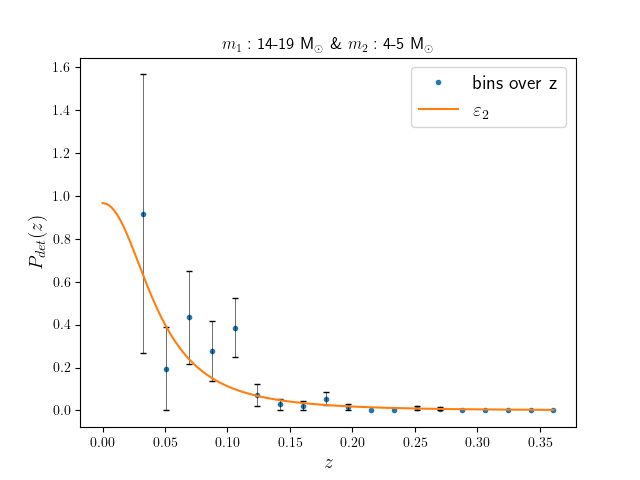 m₁ : 14-19 M⊙ & m₂ : 4-5 M⊙
bins over z
ε₂
P_det(z)
1.6
1.4
1.2
1.0
0.8
0.6
0.4
0.2
0.0
0.00 0.05 0.10 0.15 0.20 0.25 0.30 0.35
z